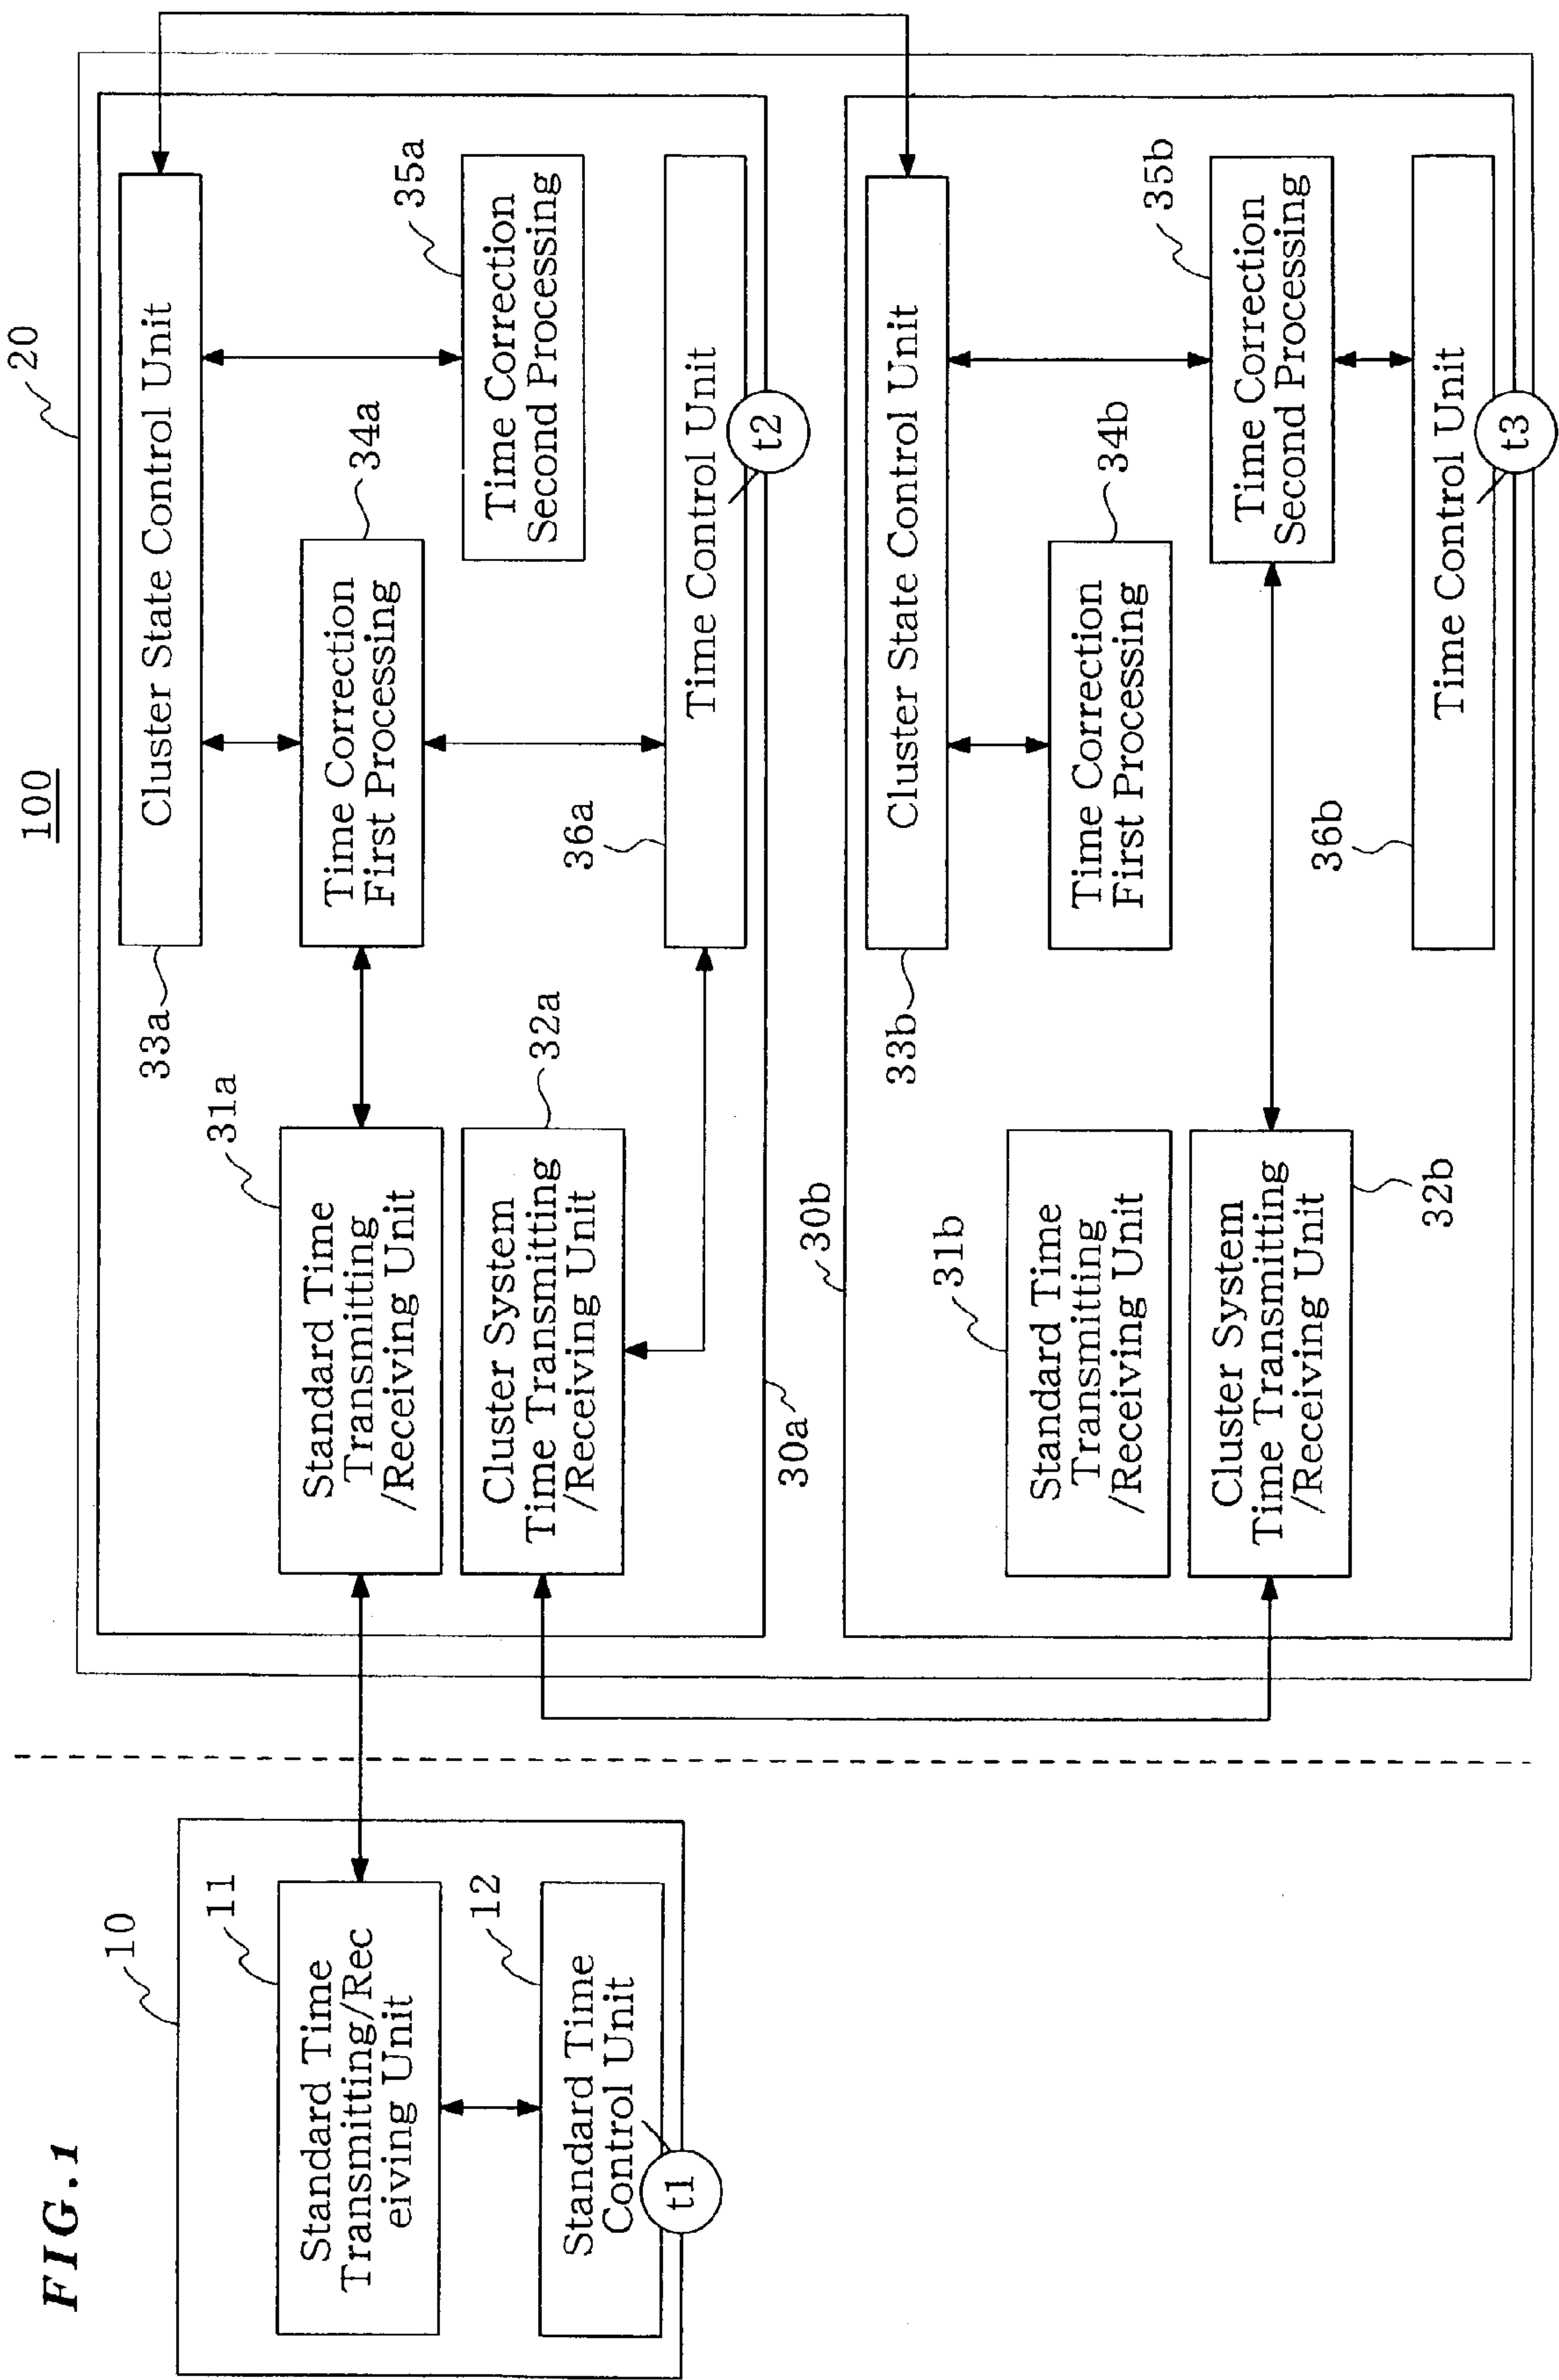 FIG.1
100
10
11
Standard Time
Transmitting/Rec
eiving Unit
12
Standard Time
Control Unit
t1
20
33a
Cluster State Control Unit
31a
Standard Time
Transmitting
/Receiving Unit
34a
Time Correction
First Processing
35a
Time Correction
Second Processing
32a
Cluster System
Time Transmitting
/Receiving Unit
36a
Time Control Unit
t2
30a
30b
33b
Cluster State Control Unit
31b
Standard Time
Transmitting
/Receiving Unit
34b
Time Correction
First Processing
35b
Time Correction
Second Processing
32b
Cluster System
Time Transmitting
/Receiving Unit
36b
Time Control Unit
t3